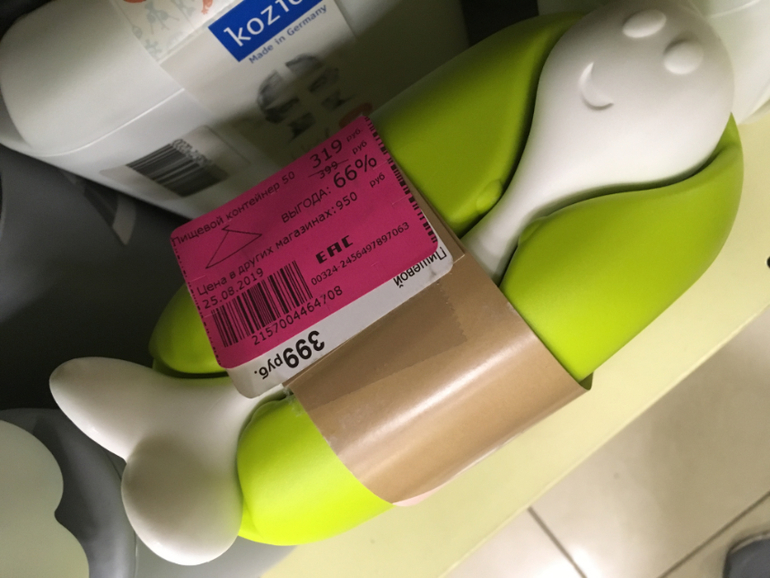 kozio
Made in Germany
Пищевой контейнер 50
319 руб
399 руб
ВЫГОДА: 66%
Цена в других магазинах: 950 руб
25.08.2019
EAC
00324-2456497897063
2157004464708
Пищевой
399руб.